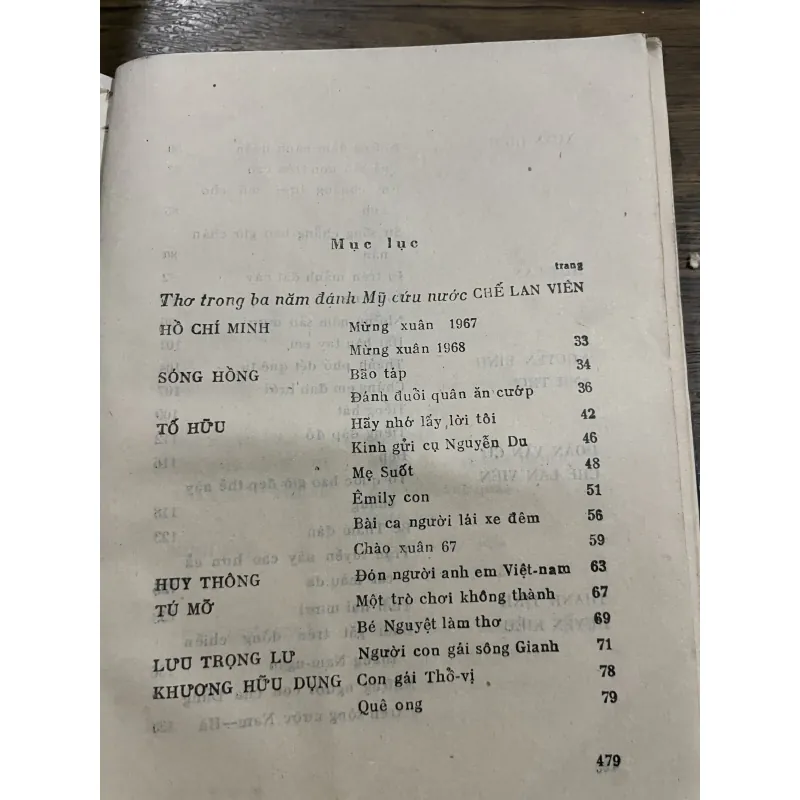 Mục lục
trang
Thơ trong ba năm đánh Mỹ cứu nước CHẾ LAN VIÊN
HỒ CHÍ MINH Mừng xuân 1967
Mừng xuân 1968 33
SÓNG HỒNG Bão táp 34
Đánh đuổi quân ăn cướp 36
TỐ HỮU Hãy nhớ lấy lời tôi 42
Kinh gửi cụ Nguyễn Du 46
Mẹ Suốt 48
Êmily con 51
Bài ca người lái xe đêm 56
Chào xuân 67 59
HUY THÔNG Đón người anh em Việt-nam 63
TÚ MỠ Một trò chơi không thành 67
Bé Nguyệt làm thơ 69
LƯU TRỌNG LƯ Người con gái sông Gianh 71
KHƯƠNG HỮU DỤNG Con gái Thồ-vị 78
Quê ong 79
479